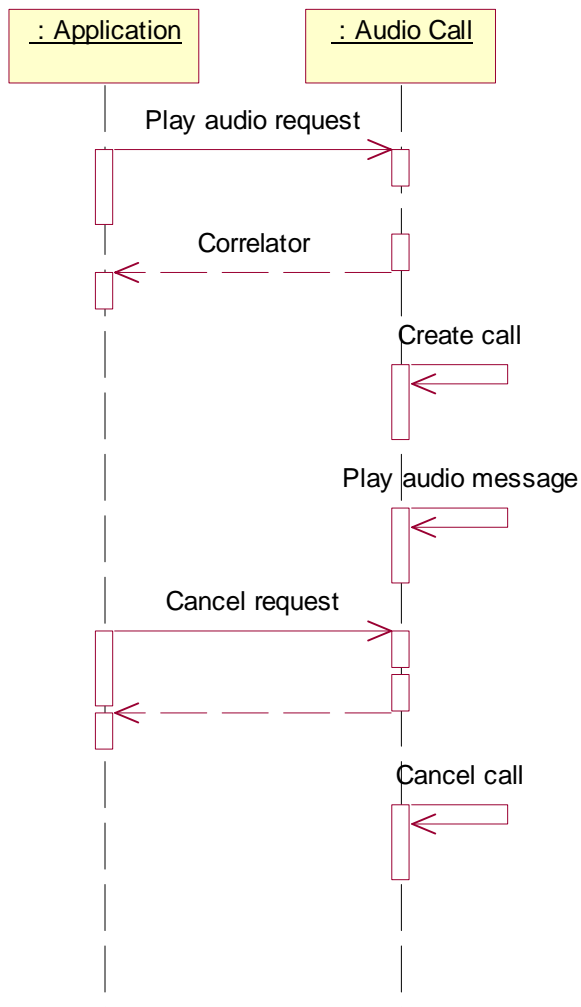 : Application
: Audio Call
Play audio request
Correlator
Create call
Play audio message
Cancel request
Cancel call